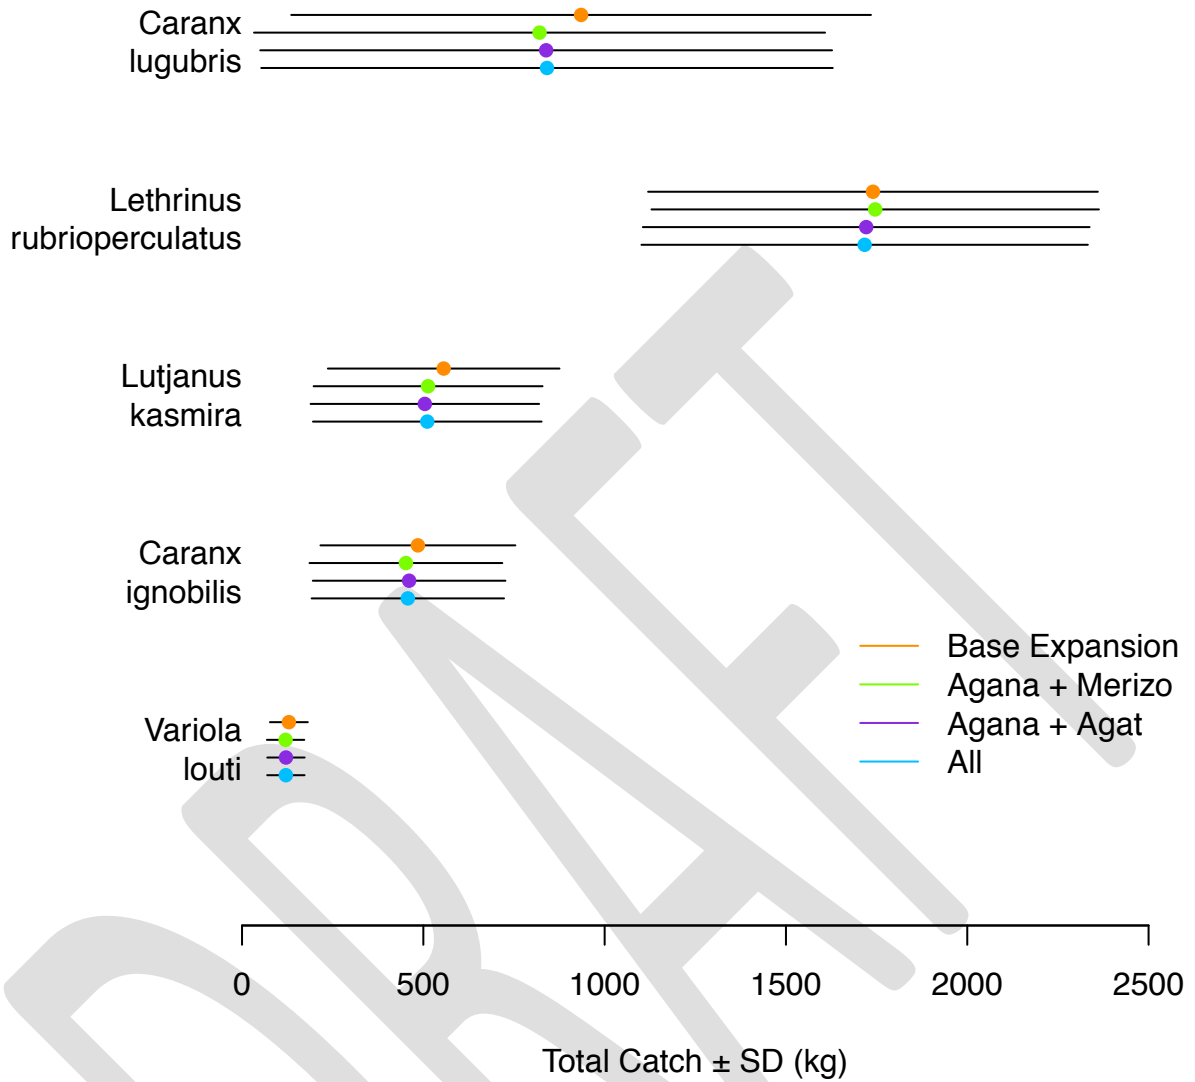 Caranx
lugubris
Lethrinus
rubrioperculatus
Lutjanus
kasmira
Caranx
ignobilis
Variola
louti
Base Expansion
Agana + Merizo
Agana + Agat
All
0 500 1000 1500 2000 2500
Total Catch ± SD (kg)
DRAFT